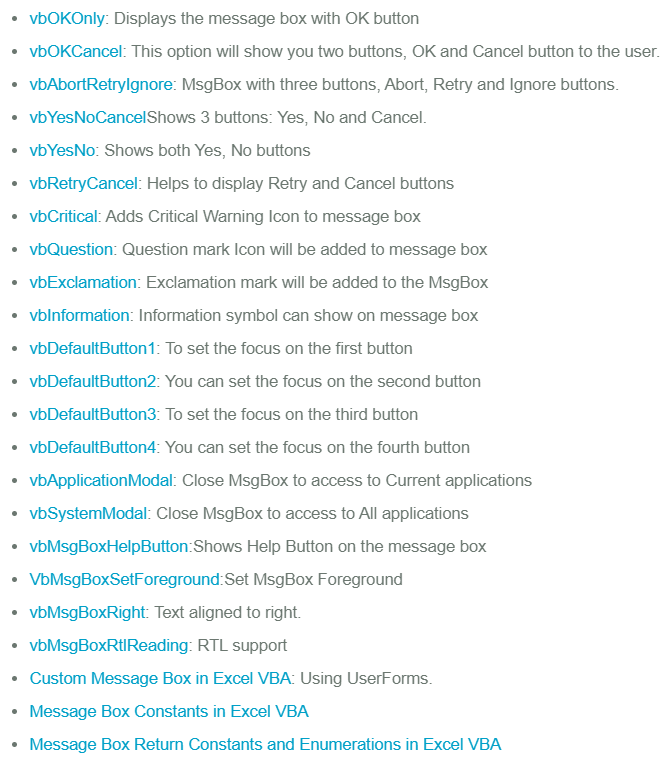 vbOKOnly: Displays the message box with OK button
vbOKCancel: This option will show you two buttons, OK and Cancel button to the user.
vbAbortRetryIgnore: MsgBox with three buttons, Abort, Retry and Ignore buttons.
vbYesNoCancelShows 3 buttons: Yes, No and Cancel.
vbYesNo: Shows both Yes, No buttons
vbRetryCancel: Helps to display Retry and Cancel buttons
vbCritical: Adds Critical Warning Icon to message box
vbQuestion: Question mark Icon will be added to message box
vbExclamation: Exclamation mark will be added to the MsgBox
vbInformation: Information symbol can show on message box
vbDefaultButton1: To set the focus on the first button
vbDefaultButton2: You can set the focus on the second button
vbDefaultButton3: To set the focus on the third button
vbDefaultButton4: You can set the focus on the fourth button
vbApplicationModal: Close MsgBox to access to Current applications
vbSystemModal: Close MsgBox to access to All applications
vbMsgBoxHelpButton:Shows Help Button on the message box
VbMsgBoxSetForeground:Set MsgBox Foreground
vbMsgBoxRight: Text aligned to right.
vbMsgBoxRtlReading: RTL support
Custom Message Box in Excel VBA: Using UserForms.
Message Box Constants in Excel VBA
Message Box Return Constants and Enumerations in Excel VBA